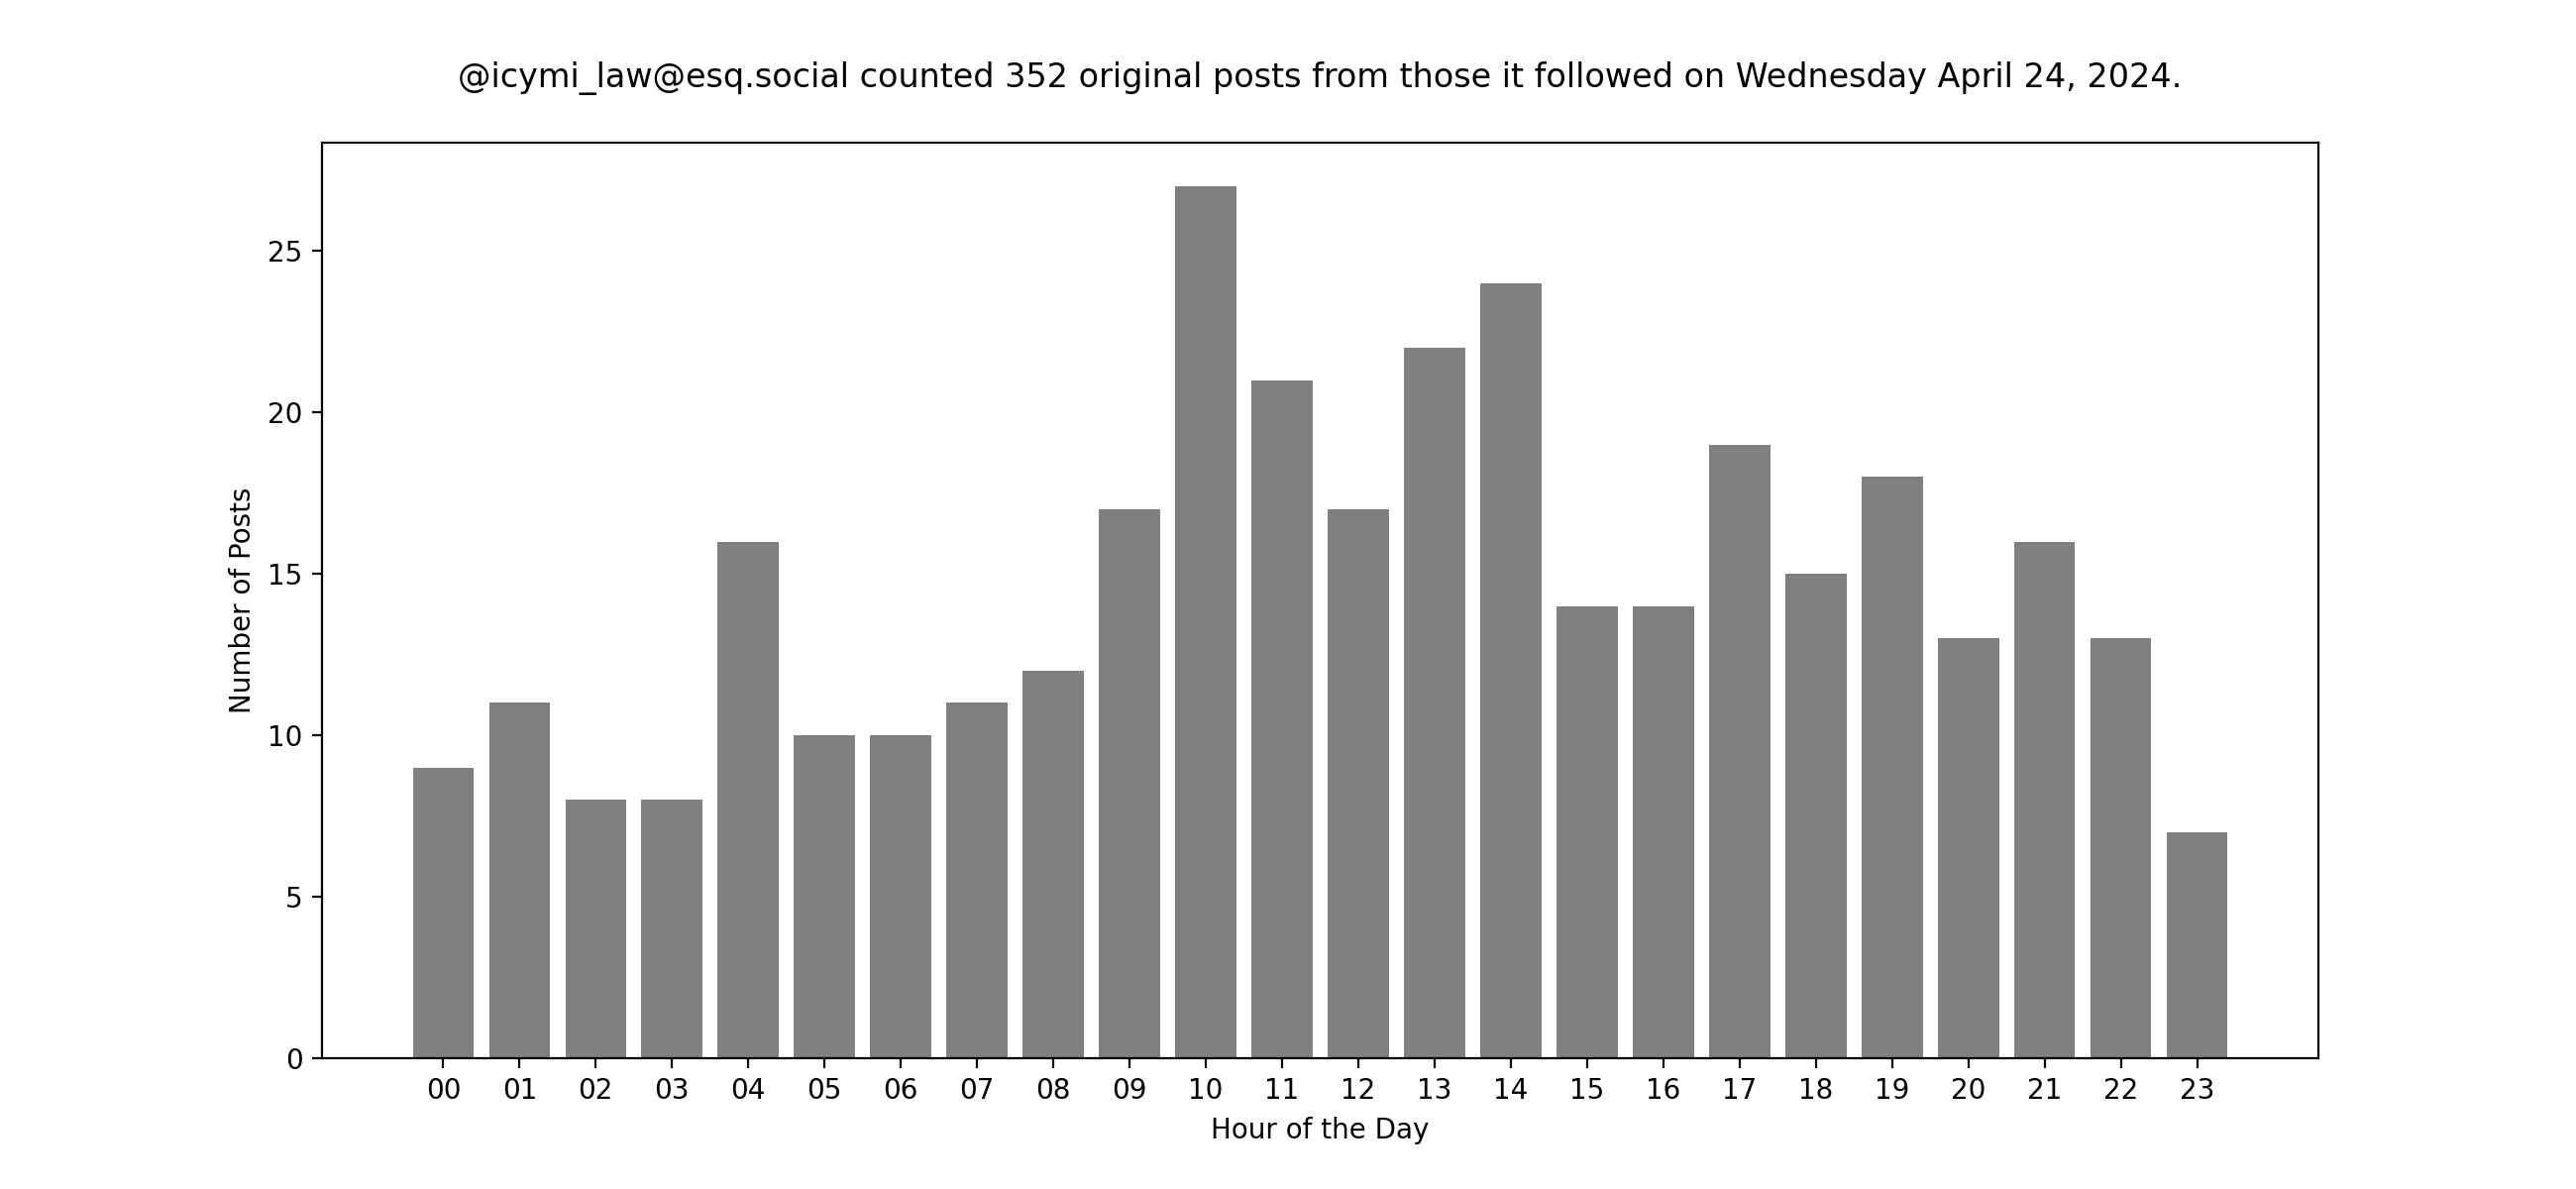 @icymi_law@esq.social counted 352 original posts from those it followed on Wednesday April 24, 2024.
25
20
15
10
5
0
Number of Posts
00 01 02 03 04 05 06 07 08 09 10 11 12 13 14 15 16 17 18 19 20 21 22 23
Hour of the Day